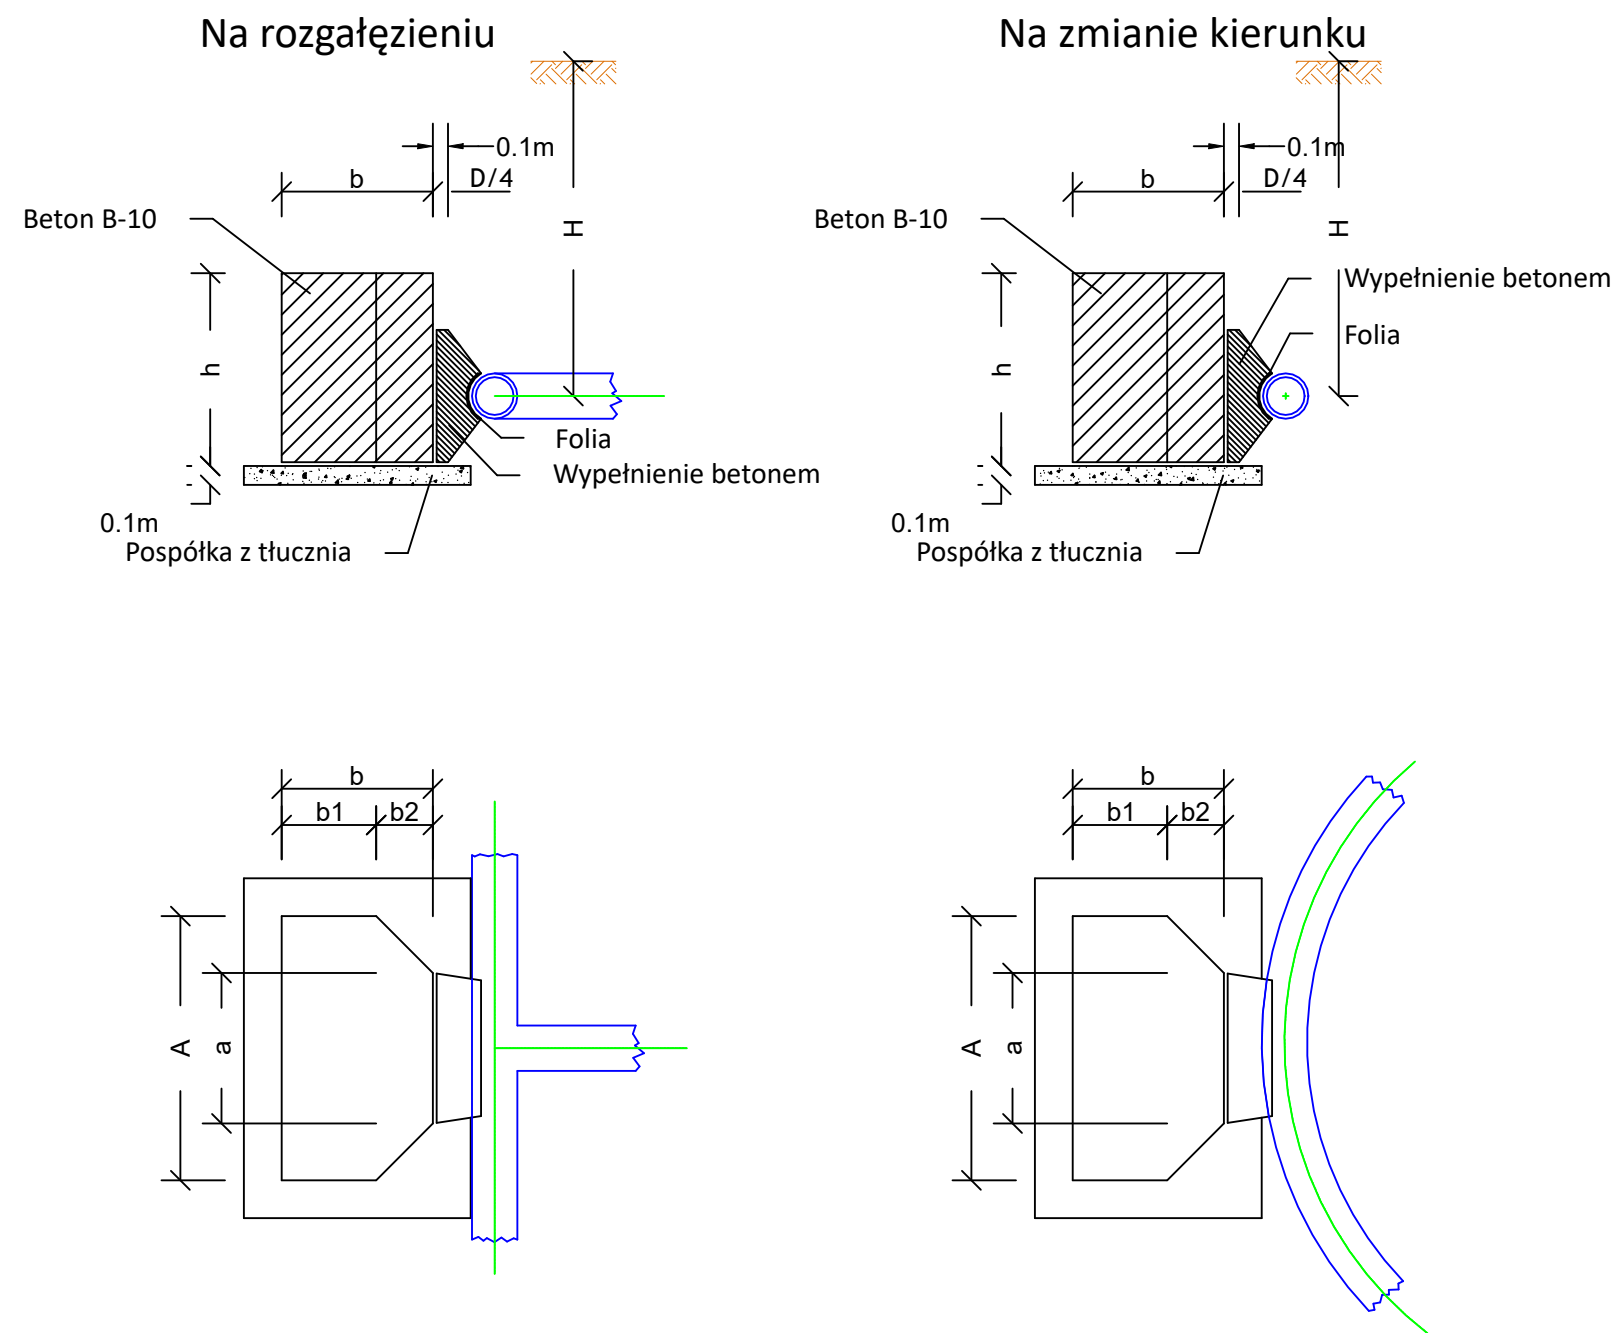 Na rozgałęzieniu
Na zmianie kierunku
0.1m
0.1m
b
D/4
b
D/4
Beton B-10
H
Beton B-10
H
Wypełnienie betonem
Folia
h
h
Folia
Wypełnienie betonem
0.1m
0.1m
Pospółka z tłucznia
Pospółka z tłucznia
b
b
b1
b2
b1
b2
A
a
A
a